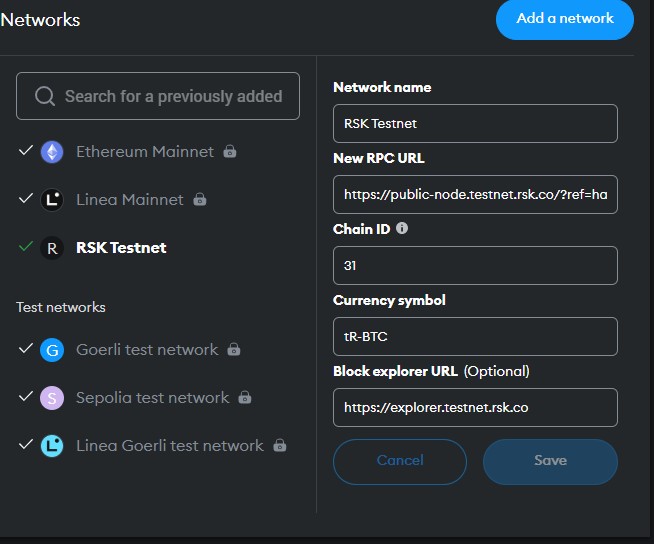 Networks
Add a network
Search for a previously added
Ethereum Mainnet
L Linea Mainnet
R RSK Testnet
Test networks
G Goerli test network
S Sepolia test network
L Linea Goerli test network
Network name
RSK Testnet
New RPC URL
https://public-node.testnet.rsk.co/?ref=ha
Chain ID
31
Currency symbol
tR-BTC
Block explorer URL (Optional)
https://explorer.testnet.rsk.co
Cancel
Save